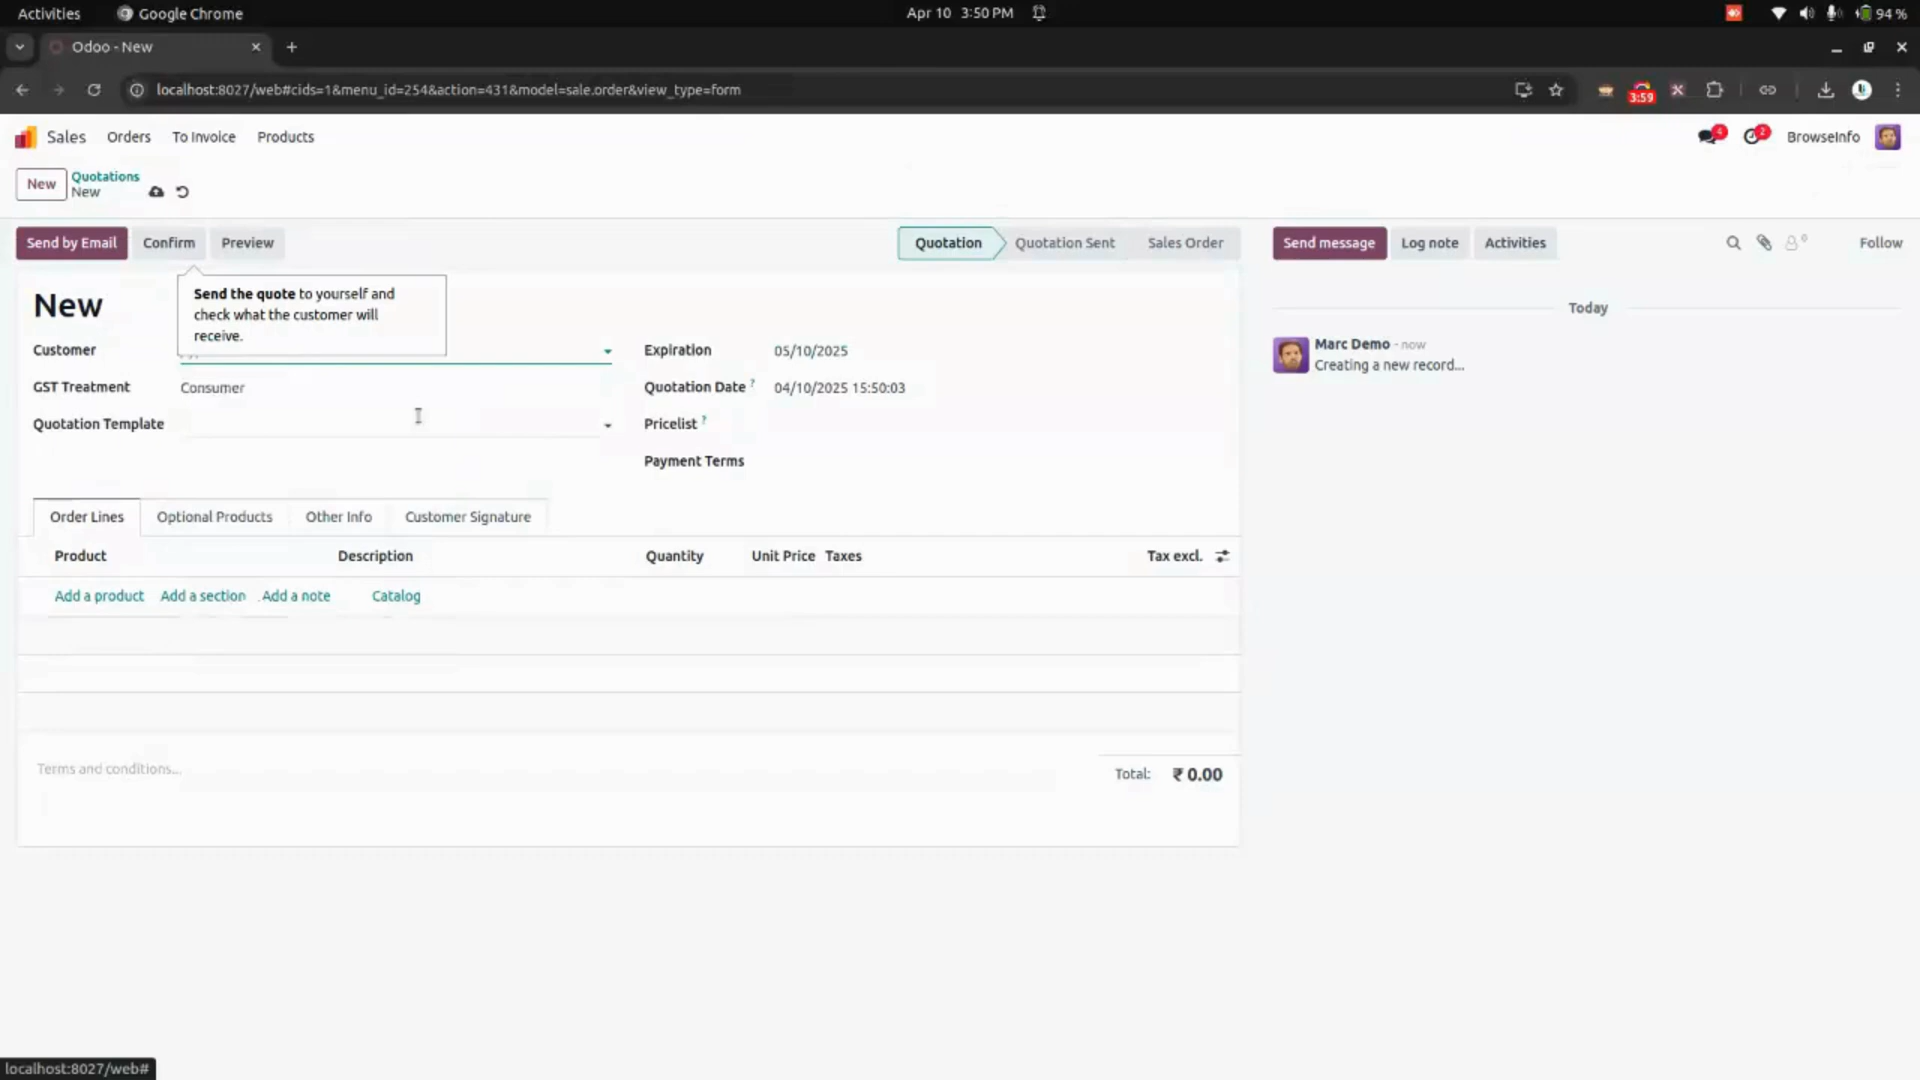 Activities Google Chrome Apr 10 3:50 PM 94 %
Odoo - New
localhost:8027/web#cids=1&menu_id=254&action=431&model=sale.order&view_type=form 3:59
Sales Orders To Invoice Products 4 2 BrowseInfo
New Quotations
New
Send by Email Confirm Preview Quotation Quotation Sent Sales Order Send message Log note Activities 0 Follow
Send the quote to yourself and
check what the customer will
receive.
New
Today
Customer Expiration 05/10/2025
Marc Demo - now
Creating a new record...
GST Treatment Consumer Quotation Date ? 04/10/2025 15:50:03
Quotation Template Pricelist ?
Payment Terms
Order Lines Optional Products Other Info Customer Signature
Product Description Quantity Unit Price Taxes Tax excl.
Add a product Add a section Add a note Catalog
Terms and conditions...
Total: ₹ 0.00
localhost:8027/web#